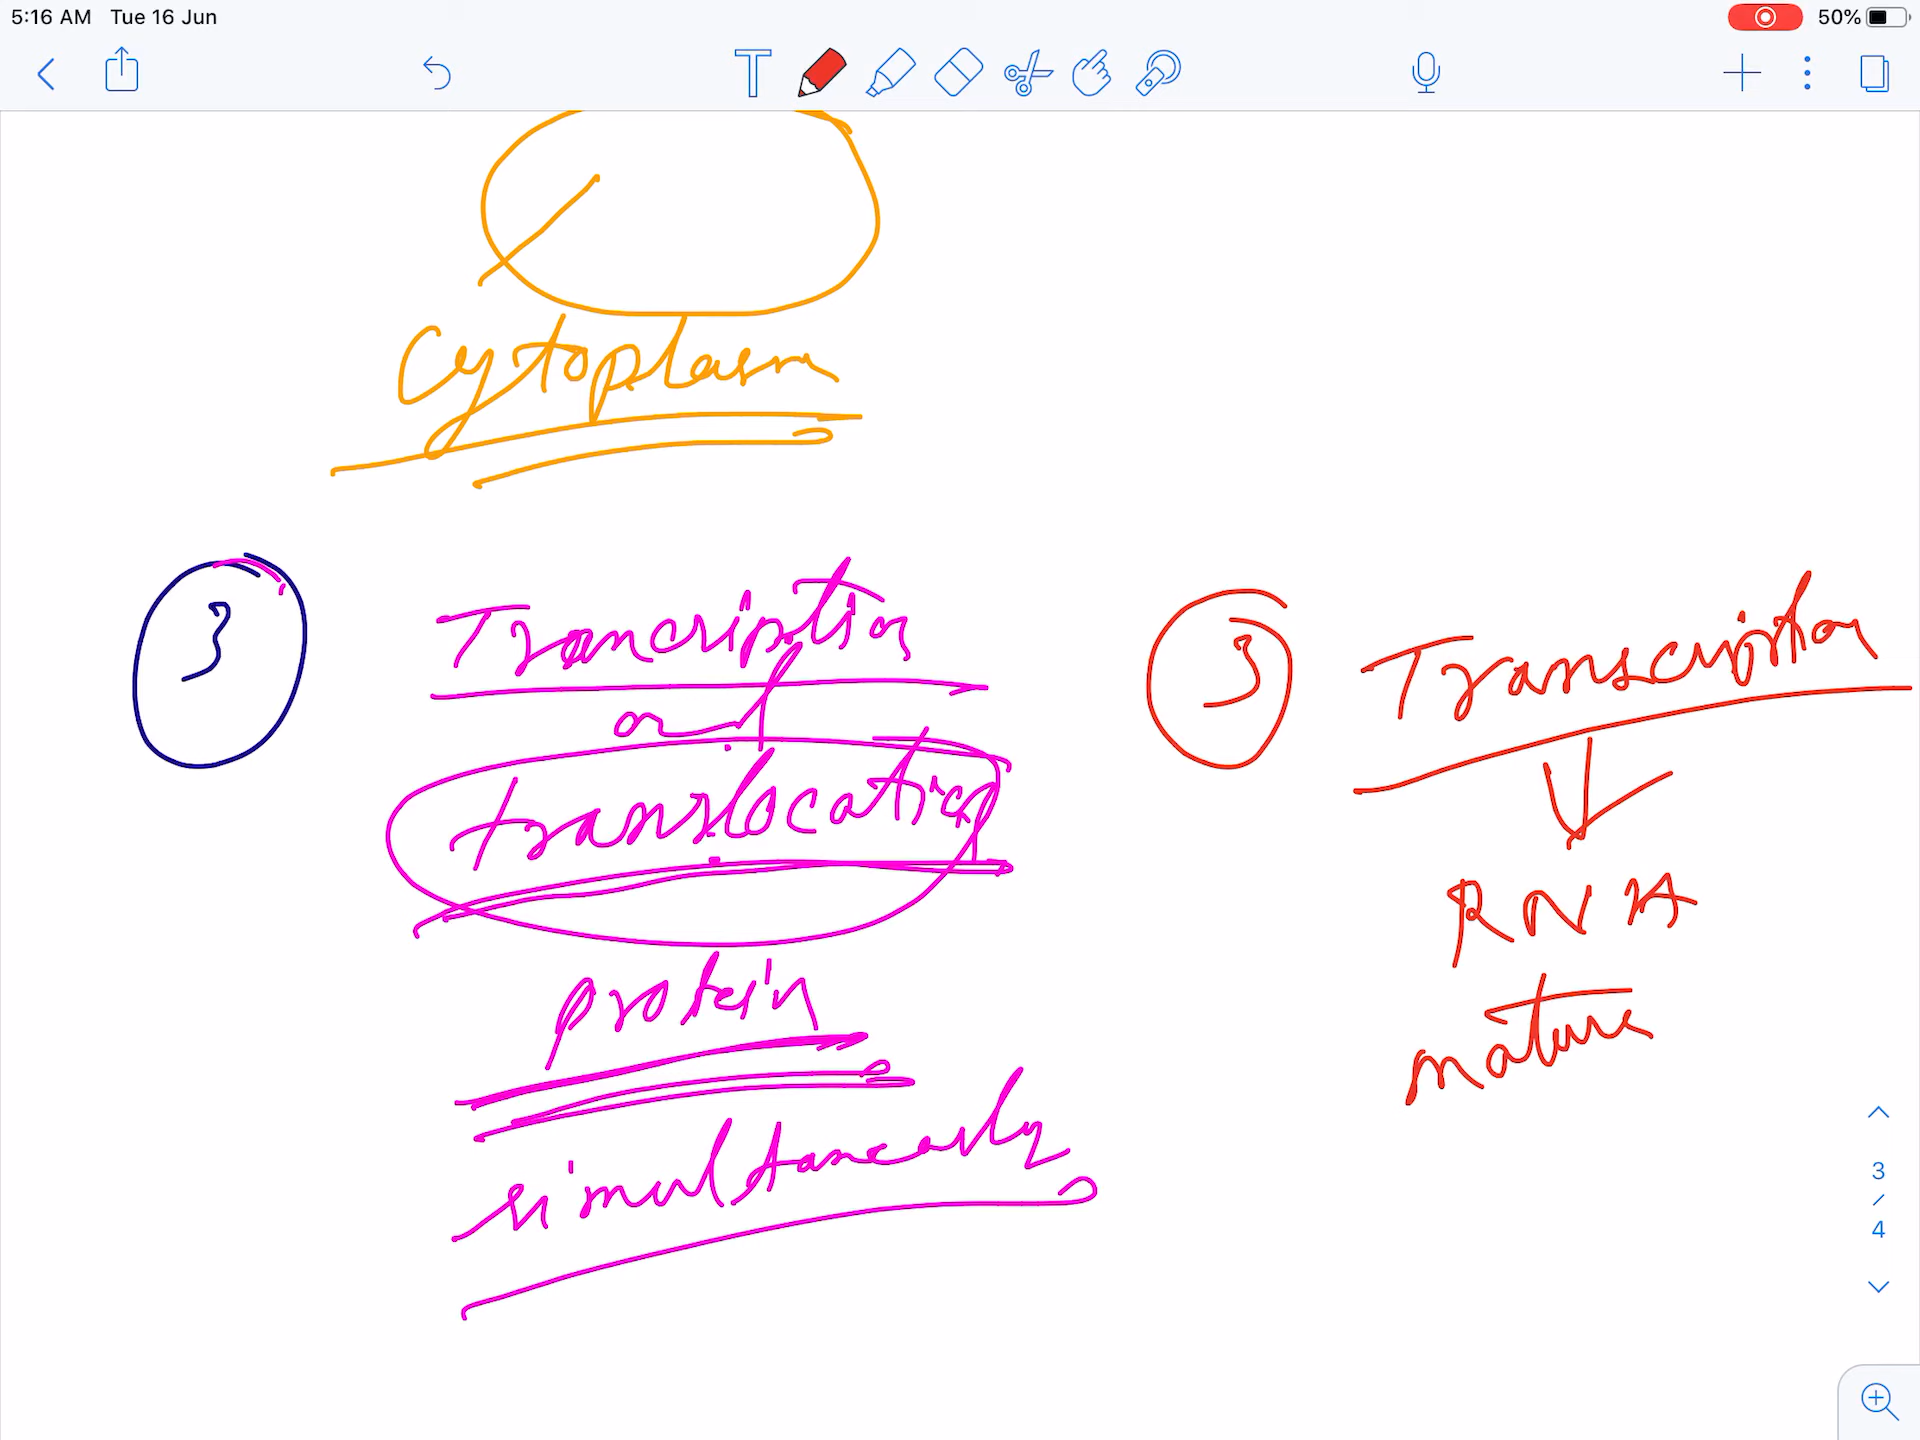 5:16 AM Tue 16 Jun
50%
T
Cytoplasm
3
Trancription
and
translocation
protein
simultaneously
3
Transcription
RNA
mature
3
/
4